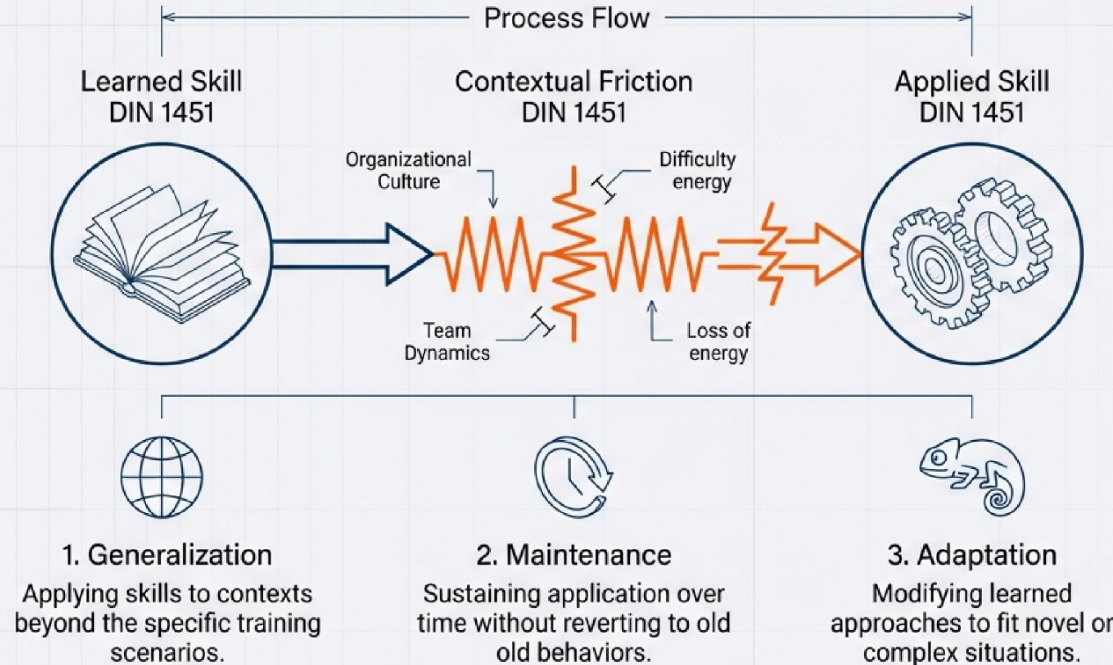 Process Flow
Learned Skill
DIN 1451
Contextual Friction
DIN 1451
Applied Skill
DIN 1451
Organizational
Culture
Difficulty
energy
Team
Dynamics
Loss of
energy
1. Generalization
Applying skills to contexts
beyond the specific training
scenarios.
2. Maintenance
Sustaining application over
time without reverting to old
old behaviors.
3. Adaptation
Modifying learned
approaches to fit novel or
complex situations.